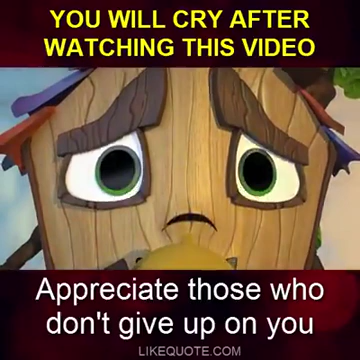 YOU WILL CRY AFTER
WATCHING THIS VIDEO
Appreciate those who
don't give up on you
LIKEQUOTE.COM